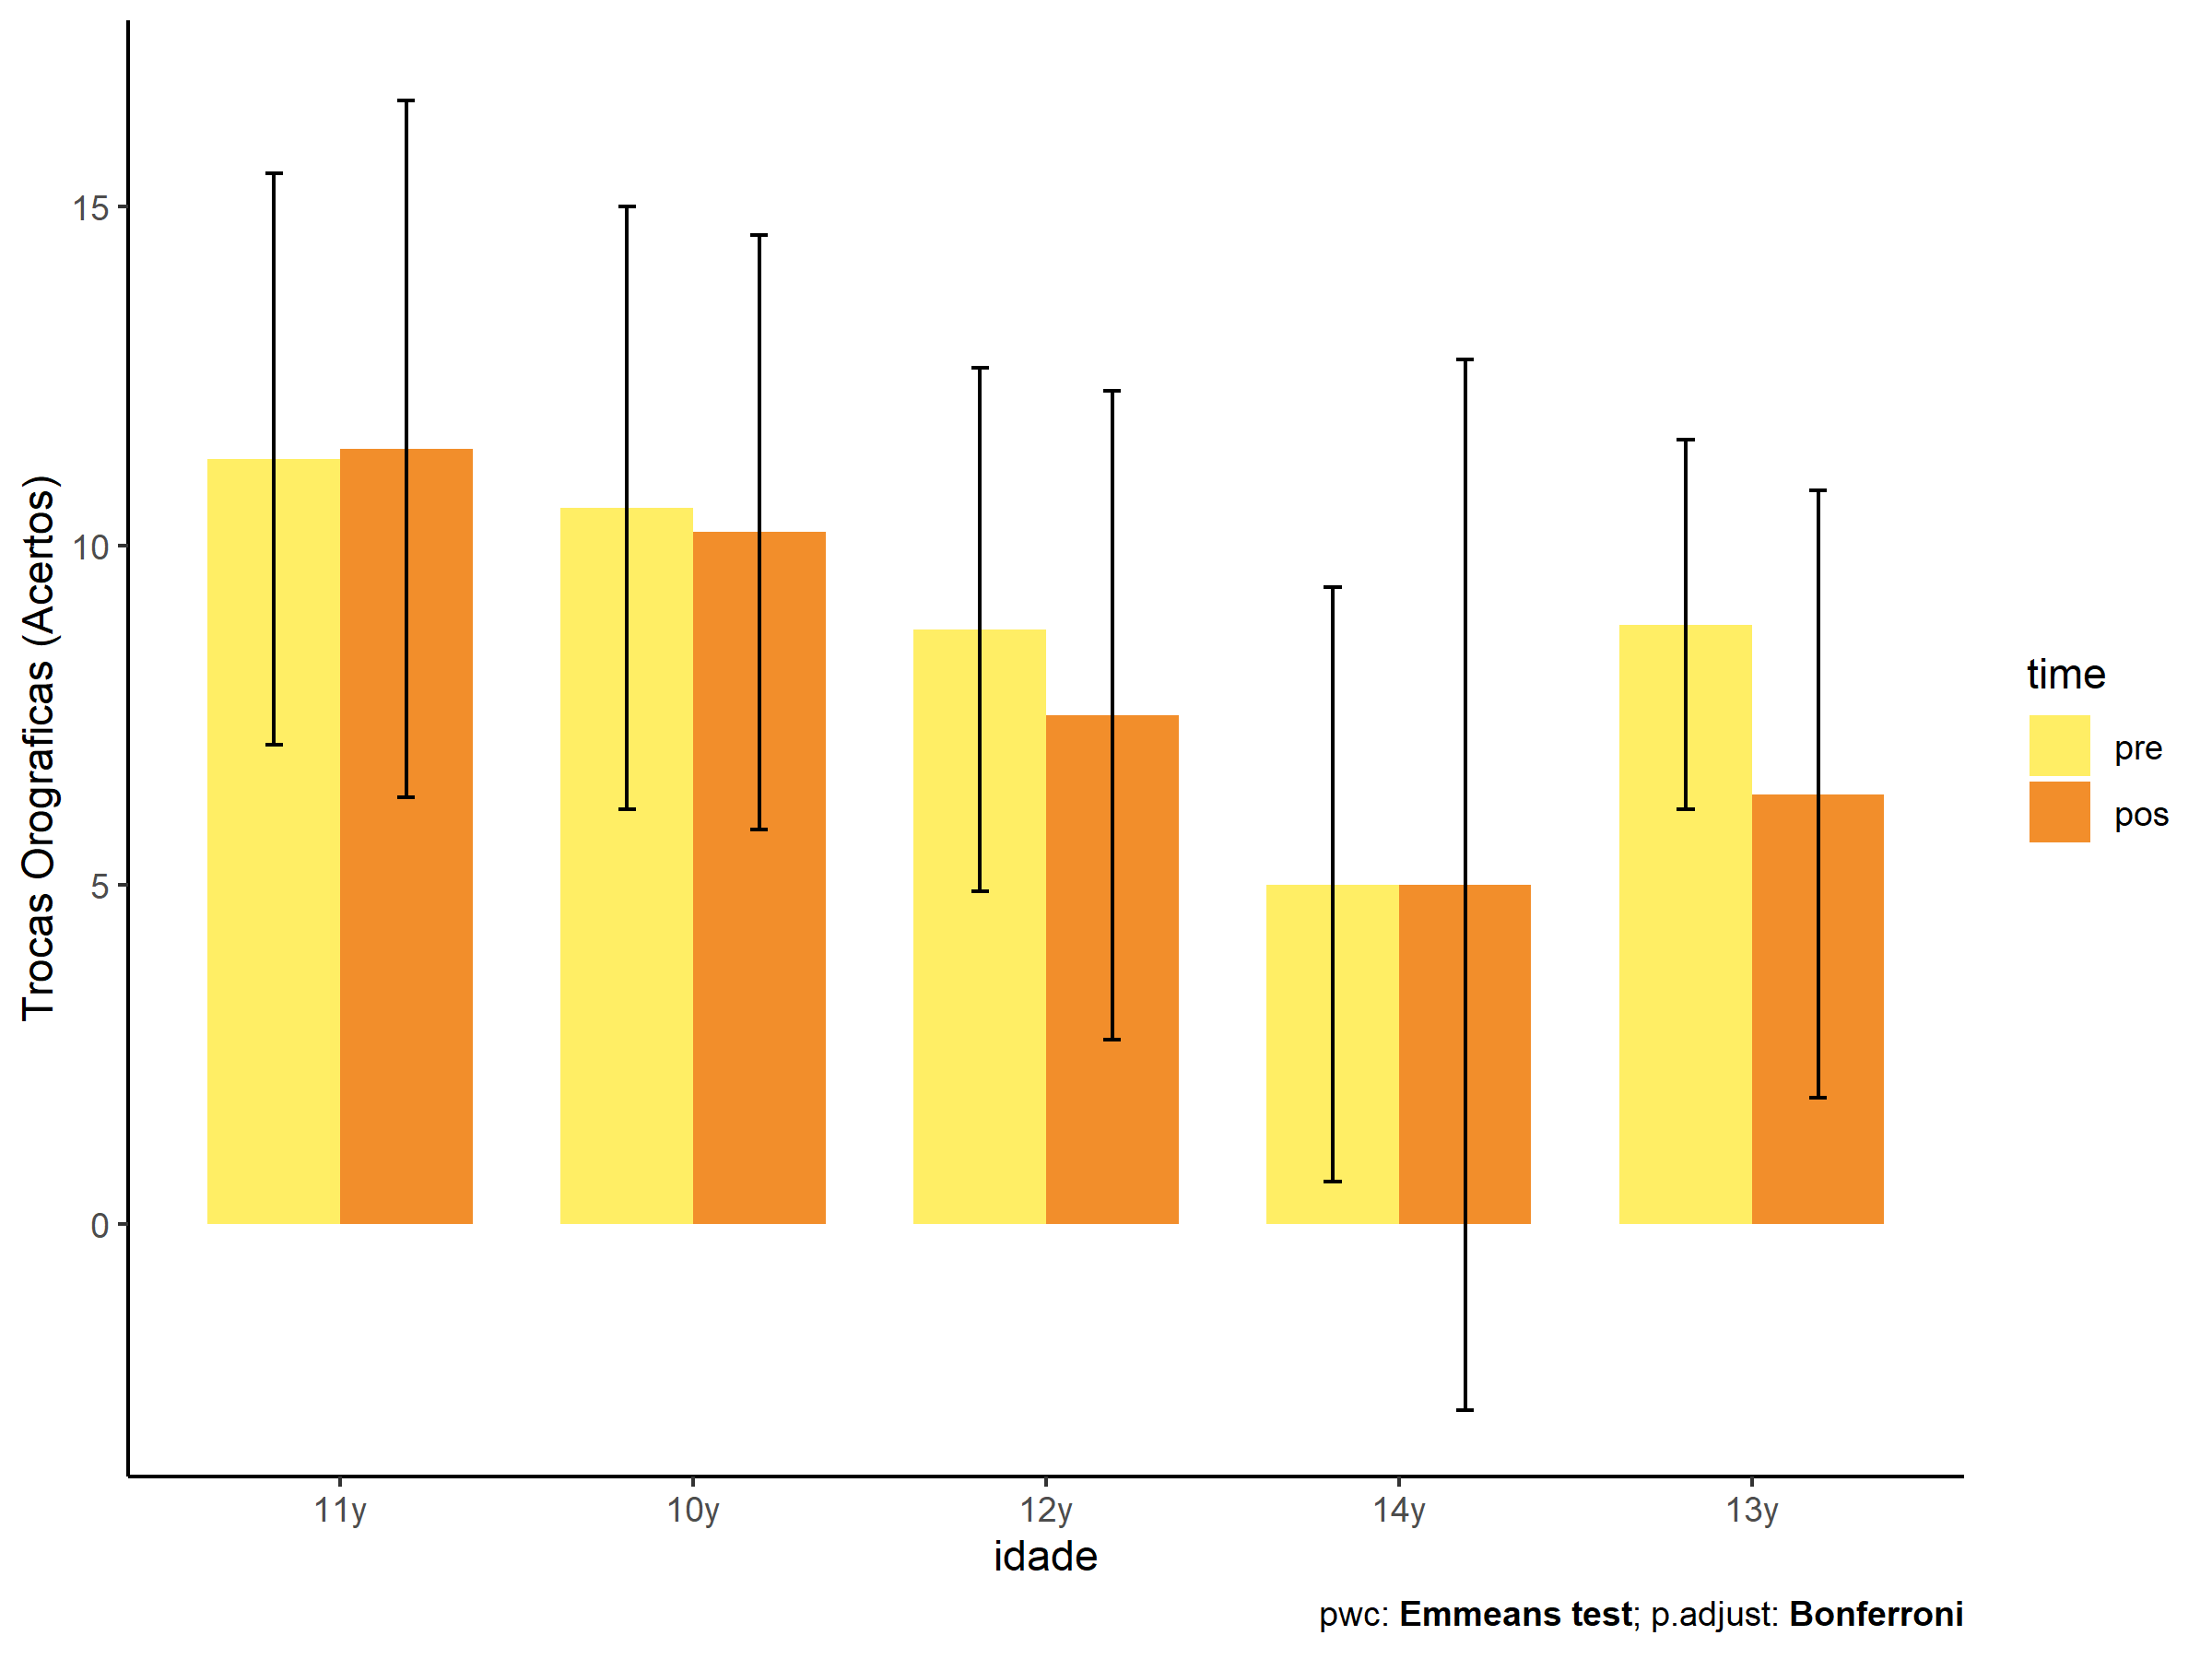 Trocas Orograficas (Acertos)
15
10
5
0
11y 10y 12y 14y 13y
idade
time
pre
pos
pwc: Emmeans test; p.adjust: Bonferroni